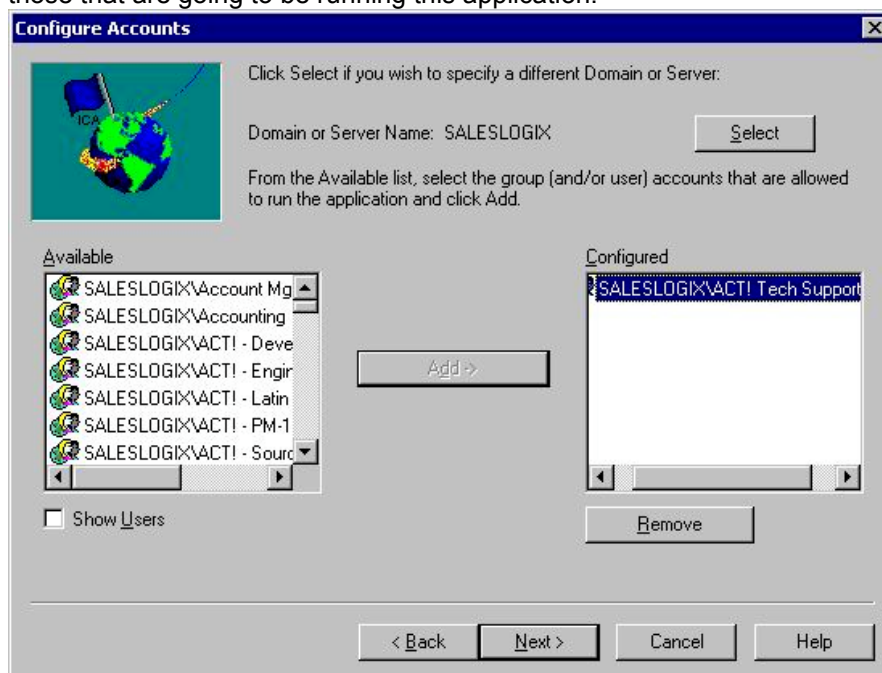 those that are going to be running this application.
Configure Accounts
ICA
Click Select if you wish to specify a different Domain or Server:
Domain or Server Name: SALESLOGIX
Select
From the Available list, select the group (and/or user) accounts that are allowed
to run the application and click Add.
Available
SALESLOGIX\Account Mg
SALESLOGIX\Accounting
SALESLOGIX\ACT! - Deve
SALESLOGIX\ACT! - Engir
SALESLOGIX\ACT! - Latin
SALESLOGIX\ACT! - PM-1
SALESLOGIX\ACT! - Sourc
Show Users
Add ->
Configured
SALESLOGIX\ACT! Tech Support
Remove
< Back
Next >
Cancel
Help